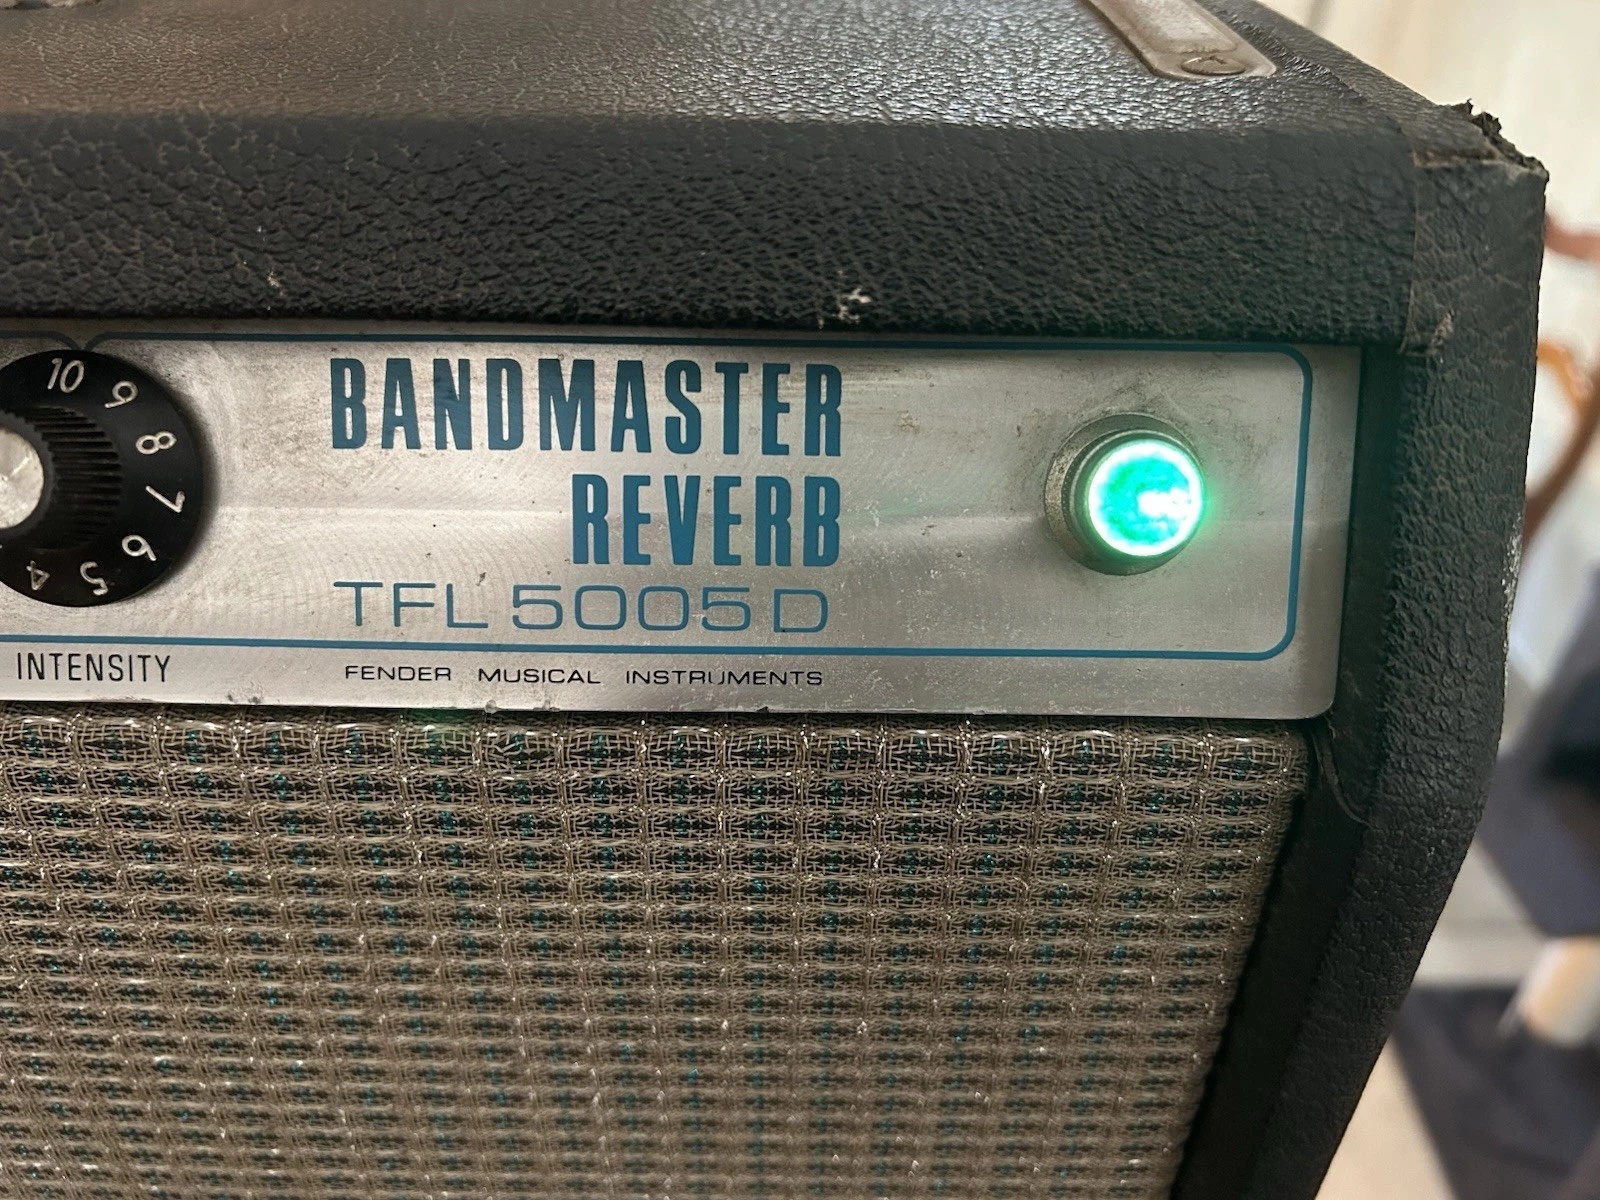 10 9 8 7 6 5 4
BANDMASTER
REVERB
TFL 5005 D
INTENSITY
FENDER MUSICAL INSTRUMENTS